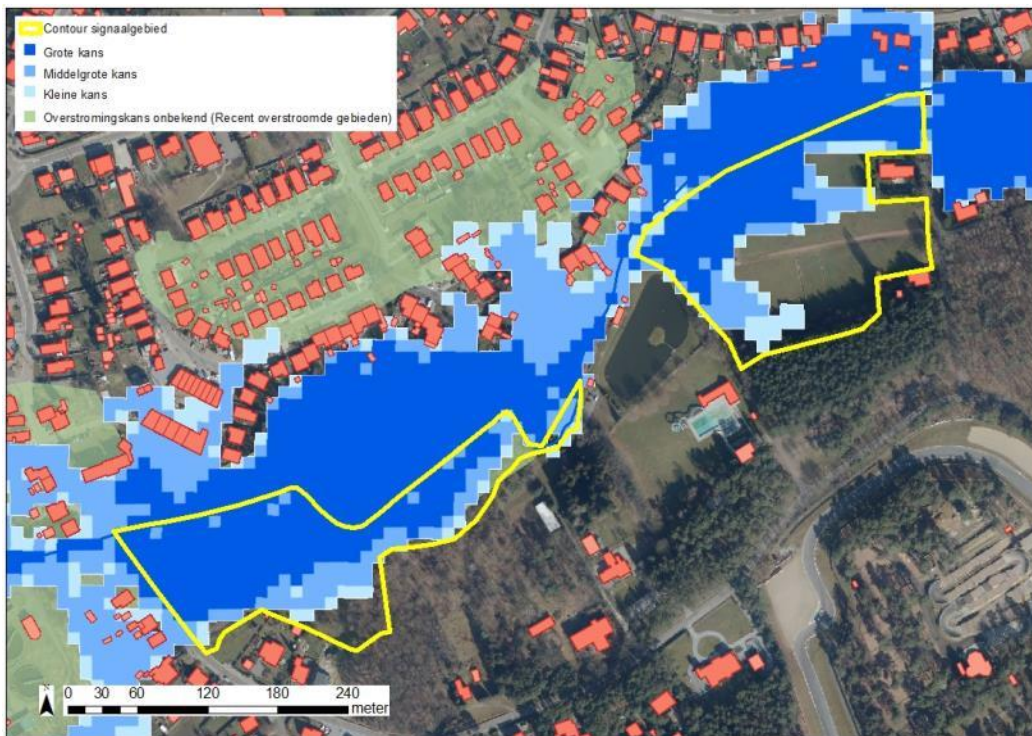 Contour signaalgebied
Grote kans
Middelgrote kans
Kleine kans
Overstromingskans onbekend (Recent overstroomde gebieden)
N
0 30 60 120 180 240
meter